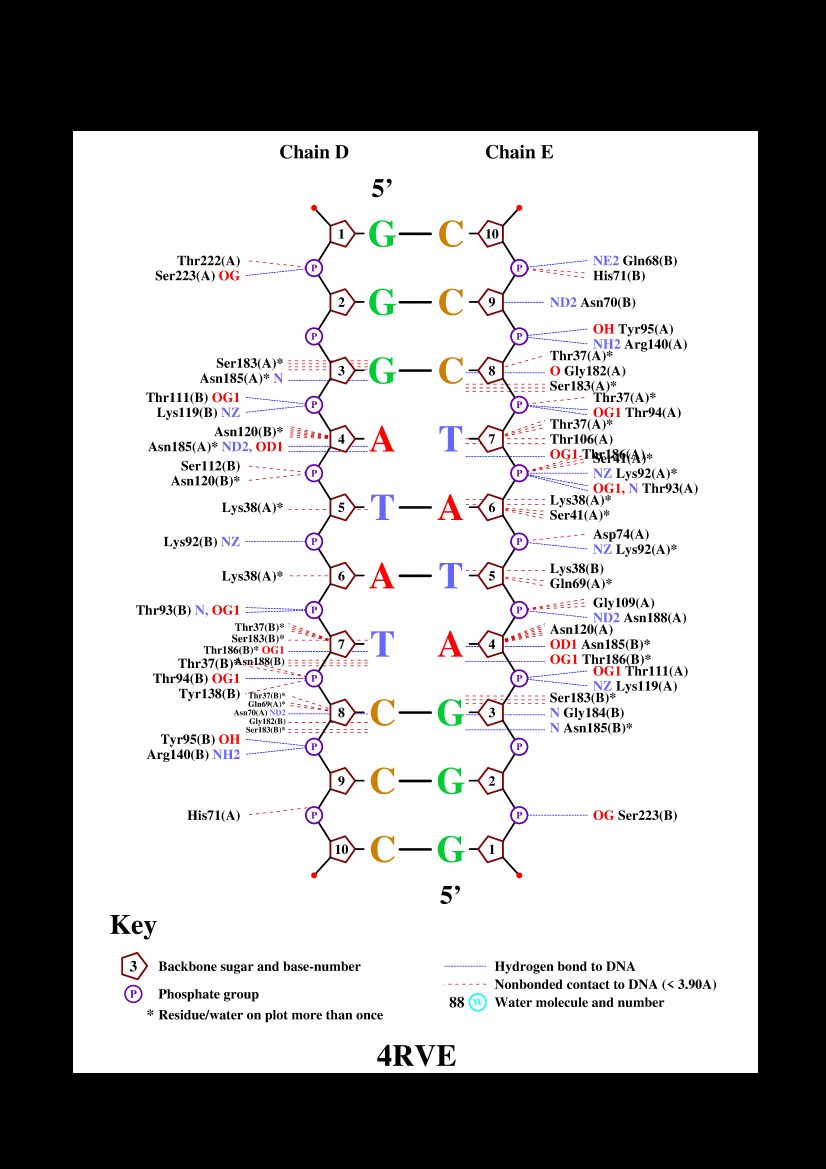 Chain D Chain E
5’
1 G C 10
Thr222(A) P P NE2 Gln68(B)
Ser223(A) OG His71(B)
2 G C 9 ND2 Asn70(B)
P P OH Tyr95(A)
NH2 Arg140(A)
Thr37(A)*
Ser183(A)* 3 G C 8 O Gly182(A)
Asn185(A)* N Ser183(A)*
Thr111(B) OG1 P P Thr37(A)*
Lys119(B) NZ OG1 Thr94(A)
Thr37(A)*
Asn120(B)* 4 A T 7 Thr106(A)
Asn185(A)* ND2, OD1 OG1 Thr186(A)*
Ser41(A)*
Ser112(B) P P NZ Lys92(A)*
Asn120(B)* OG1, N Thr93(A)
Lys38(A)*
Lys38(A)* 5 T A 6 Ser41(A)*
Asp74(A)
Lys92(B) NZ P P NZ Lys92(A)*
Lys38(B)
Lys38(A)* 6 A T 5 Gln69(A)*
Gly109(A)
Thr93(B) N, OG1 P P ND2 Asn188(A)
Thr37(B)* Asn120(A)
Ser183(B)* 7 T A 4 OD1 Asn185(B)*
Thr186(B)* OG1 OG1 Thr186(B)*
Asn188(B)
Thr37(B)* OG1 Thr111(A)
Thr94(B) OG1 P P NZ Lys119(A)
Tyr138(B)
Thr37(B)* Ser183(B)*
Gln69(A)*
Asn70(A) ND2 8 C G 3 N Gly184(B)
Gly182(B)
Ser183(B)* N Asn185(B)*
Tyr95(B) OH P P
Arg140(B) NH2
9 C G 2
His71(A) P P OG Ser223(B)
10 C G 1
5’
Key
3 Backbone sugar and base-number Hydrogen bond to DNA
Nonbonded contact to DNA (< 3.90A)
P Phosphate group 88 W Water molecule and number
* Residue/water on plot more than once
4RVE